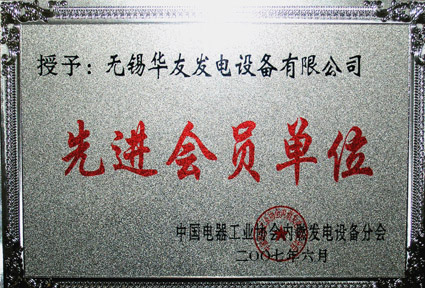 授予：无锡华友发电设备有限公司
先进会员单位
中国电器工业协会内燃发电设备分会
二〇〇七年六月